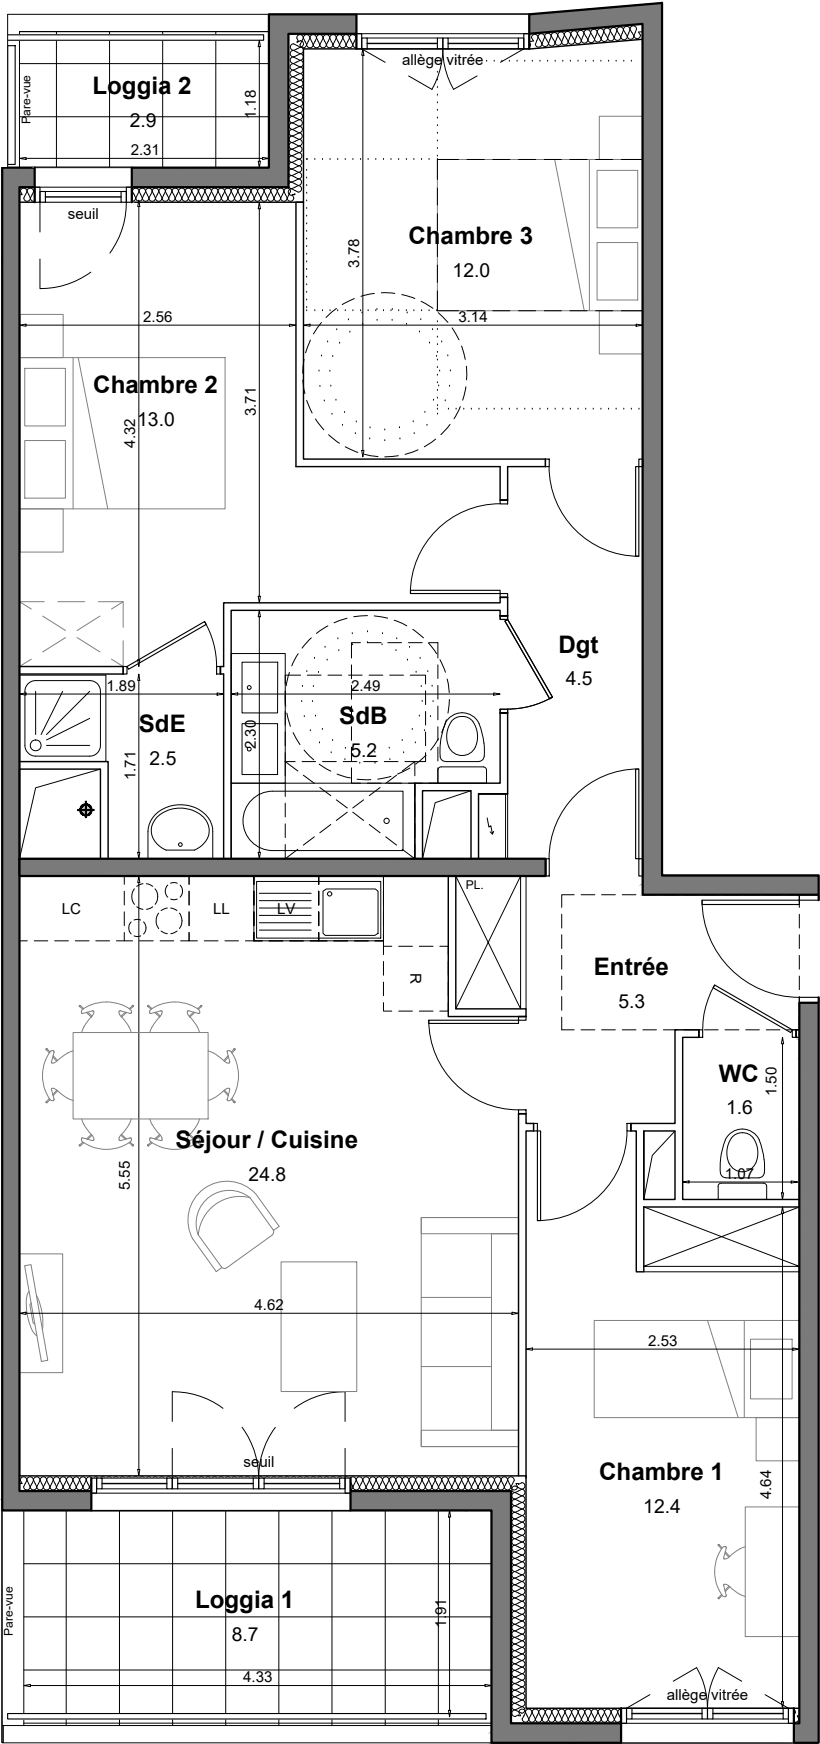 allège vitrée
Loggia 2
2.9
2.31
1.18
Pare-vue
seuil
Chambre 3
12.0
3.78
3.14
2.56
Chambre 2
13.0
4.32
3.71
Dgt
4.5
1.89
SdE
2.5
1.71
2.49
SdB
5.2
2.30
LC
LL
LV
PL.
R
Entrée
5.3
WC
1.6
1.50
1.07
Séjour / Cuisine
24.8
5.55
4.62
2.53
seuil
Chambre 1
12.4
4.64
Loggia 1
8.7
1.91
4.33
Pare-vue
allège vitrée